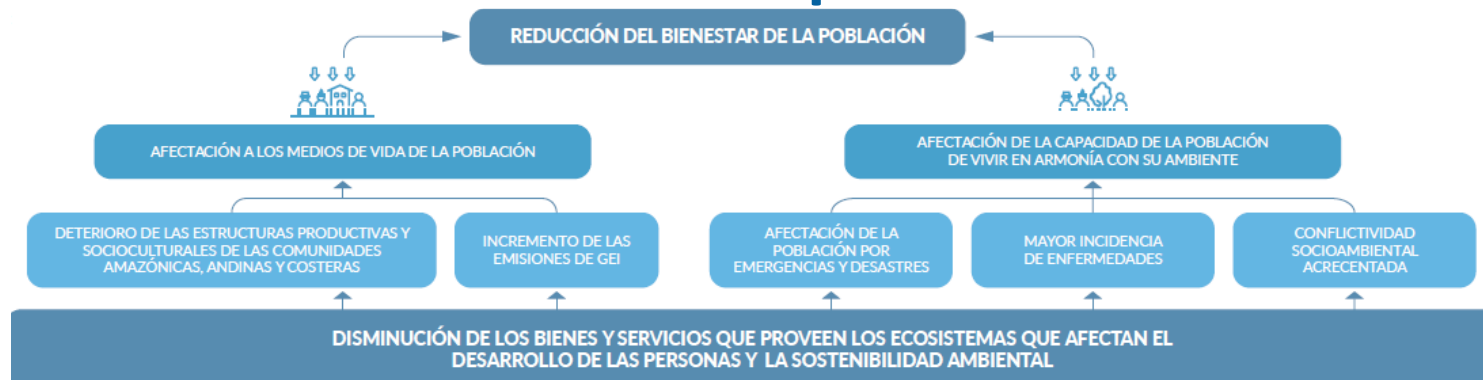 REDUCCIÓN DEL BIENESTAR DE LA POBLACIÓN
AFECTACIÓN A LOS MEDIOS DE VIDA DE LA POBLACIÓN
AFECTACIÓN DE LA CAPACIDAD DE LA POBLACIÓN
DE VIVIR EN ARMONÍA CON SU AMBIENTE
DETERIORO DE LAS ESTRUCTURAS PRODUCTIVAS Y
SOCIOCULTURALES DE LAS COMUNIDADES
AMAZÓNICAS, ANDINAS Y COSTERAS
INCREMENTO DE LAS
EMISIONES DE GEI
AFECTACIÓN DE LA
POBLACIÓN POR
EMERGENCIAS Y DESASTRES
MAYOR INCIDENCIA
DE ENFERMEDADES
CONFLICTIVIDAD
SOCIOAMBIENTAL
ACRECENTADA
DISMINUCIÓN DE LOS BIENES Y SERVICIOS QUE PROVEEN LOS ECOSISTEMAS QUE AFECTAN EL
DESARROLLO DE LAS PERSONAS Y LA SOSTENIBILIDAD AMBIENTAL